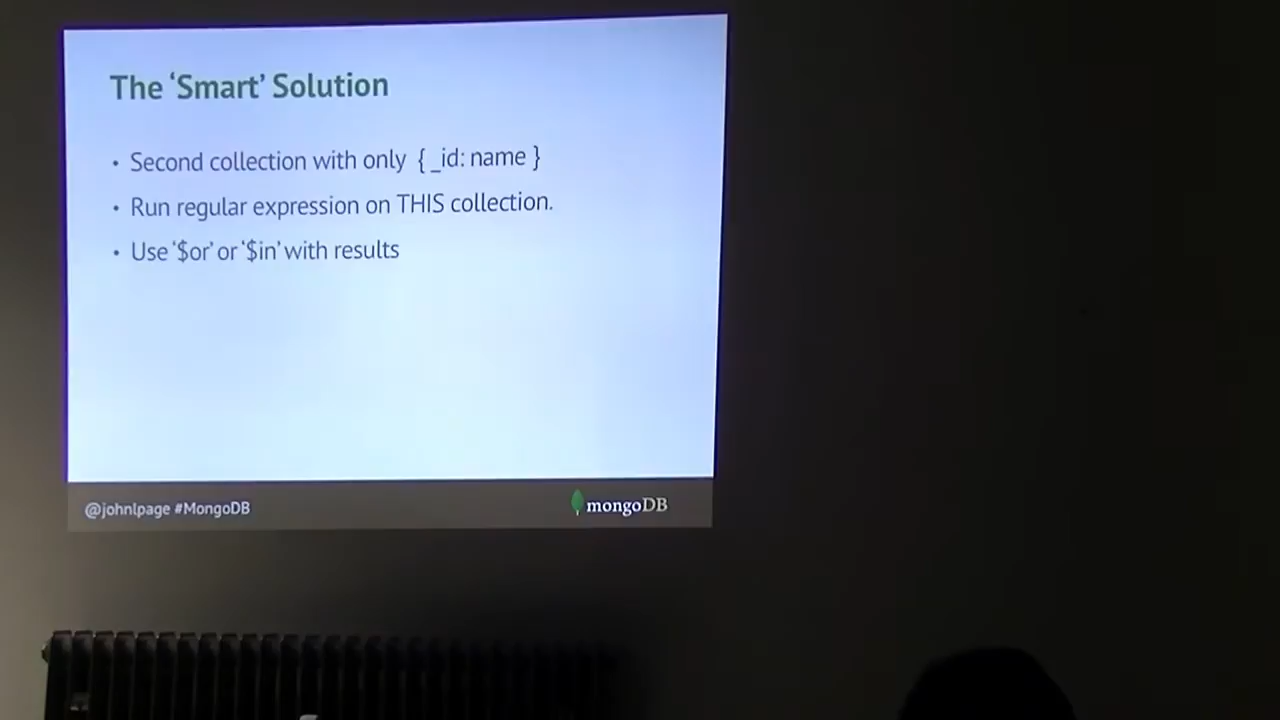 The ‘Smart’ Solution
• Second collection with only { _id: name }
• Run regular expression on THIS collection.
• Use ‘$or’ or ‘$in’ with results
@johnlpage #MongoDB
mongoDB